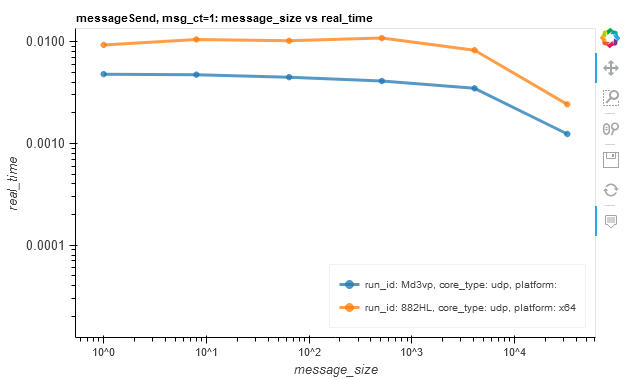 messageSend, msg_ct=1: message_size vs real_time
0.0100
0.0010
0.0001
real_time
run_id: Md3vp, core_type: udp, platform:
run_id: 882HL, core_type: udp, platform: x64
10^0 10^1 10^2 10^3 10^4
message_size